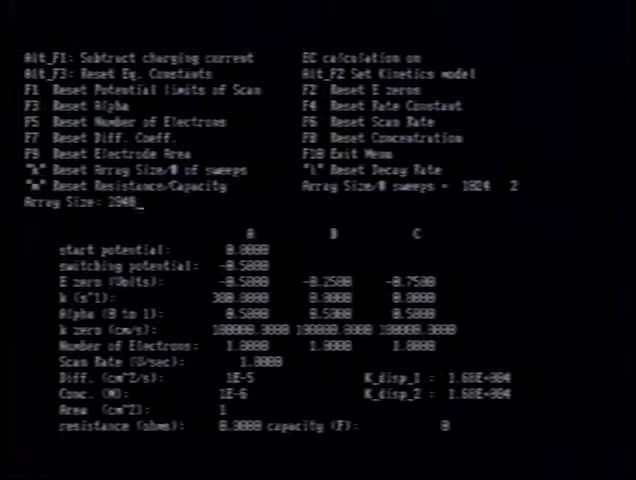 Alt_F1: Subtract charging current EC calculation on
Alt_F3: Reset Eq. Constants Alt_F2 Set Kinetics model
F1 Reset Potential limits of Scan F2 Reset E zeros
F3 Reset Alpha F4 Reset Rate Constant
F5 Reset Number of Electrons F6 Reset Scan Rate
F7 Reset Diff. Coeff. F8 Reset Concentration
F9 Reset Electrode Area F10 Exit Menu
"k" Reset Array Size/# of sweeps "l" Reset Decay Rate
"m" Reset Resistance/Capacity Array Size/# sweeps = 1024 2
Array Size: 2048_
A B C
start potential: 0.0000
switching potential: -0.5000
E zero (Volts): -0.5000 -0.2500 -0.7500
k (s^1): 300.0000 0.0000 0.0000
Alpha (0 to 1): 0.5000 0.5000 0.5000
k zero (cm/s): 100000.0000 100000.0000 100000.0000
Number of Electrons: 1.0000 1.0000 1.0000
Scan Rate (V/sec): 1.0000
Diff. (cm^2/s): 1E-5 K_disp_1 : 1.68E+004
Conc. (M): 1E-6 K_disp_2 : 1.68E+004
Area (cm^2): 1
resistance (ohms): 0.0000 capacity (F): 0